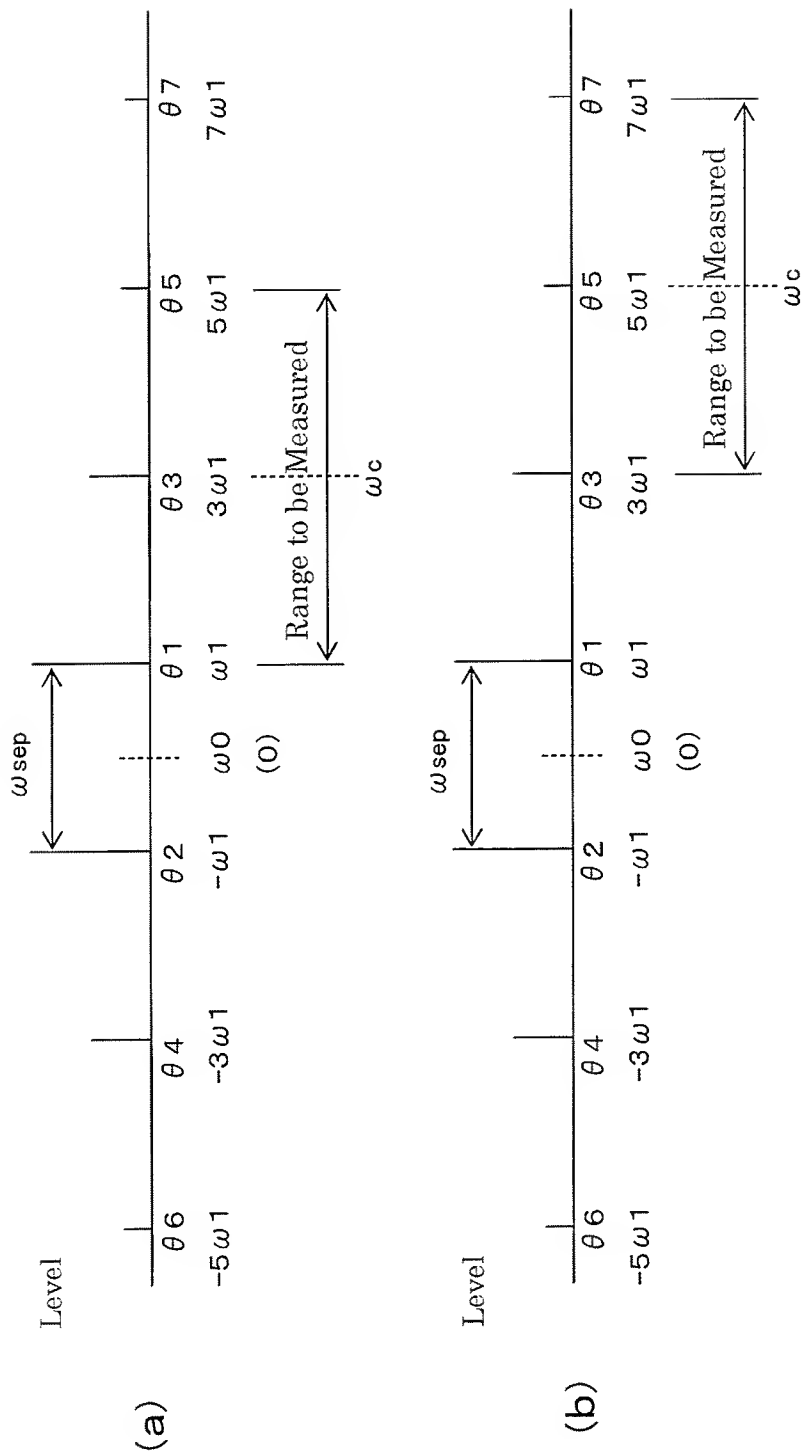 (a)
Level
ωsep
θ6 θ4 θ2 θ1 θ3 θ5 θ7
-5ω1 -3ω1 -ω1 ω0 ω1 3ω1 5ω1 7ω1
(0)
Range to be Measured
ωc
(b)
Level
ωsep
θ6 θ4 θ2 θ1 θ3 θ5 θ7
-5ω1 -3ω1 -ω1 ω0 ω1 3ω1 5ω1 7ω1
(0)
Range to be Measured
ωc